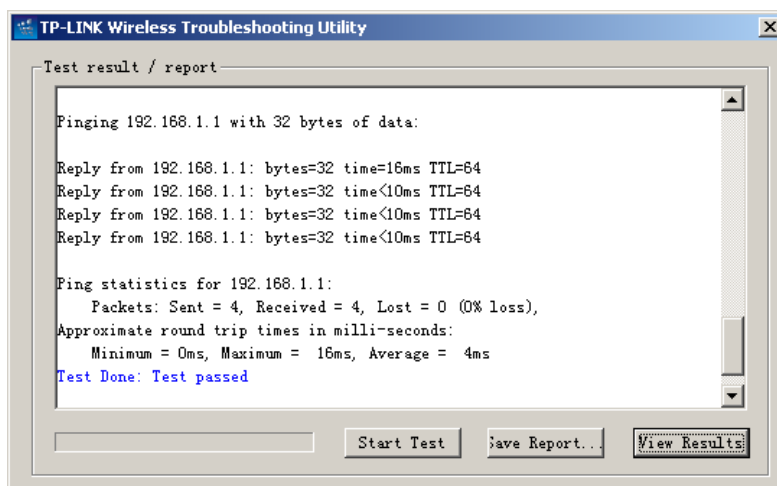 TP-LINK Wireless Troubleshooting Utility
Test result / report
Pinging 192.168.1.1 with 32 bytes of data:
Reply from 192.168.1.1: bytes=32 time=16ms TTL=64
Reply from 192.168.1.1: bytes=32 time<10ms TTL=64
Reply from 192.168.1.1: bytes=32 time<10ms TTL=64
Reply from 192.168.1.1: bytes=32 time<10ms TTL=64
Ping statistics for 192.168.1.1:
Packets: Sent = 4, Received = 4, Lost = 0 (0% loss),
Approximate round trip times in milli-seconds:
Minimum = 0ms, Maximum =  16ms, Average =  4ms
Test Done: Test passed
Start Test
Save Report...
View Results